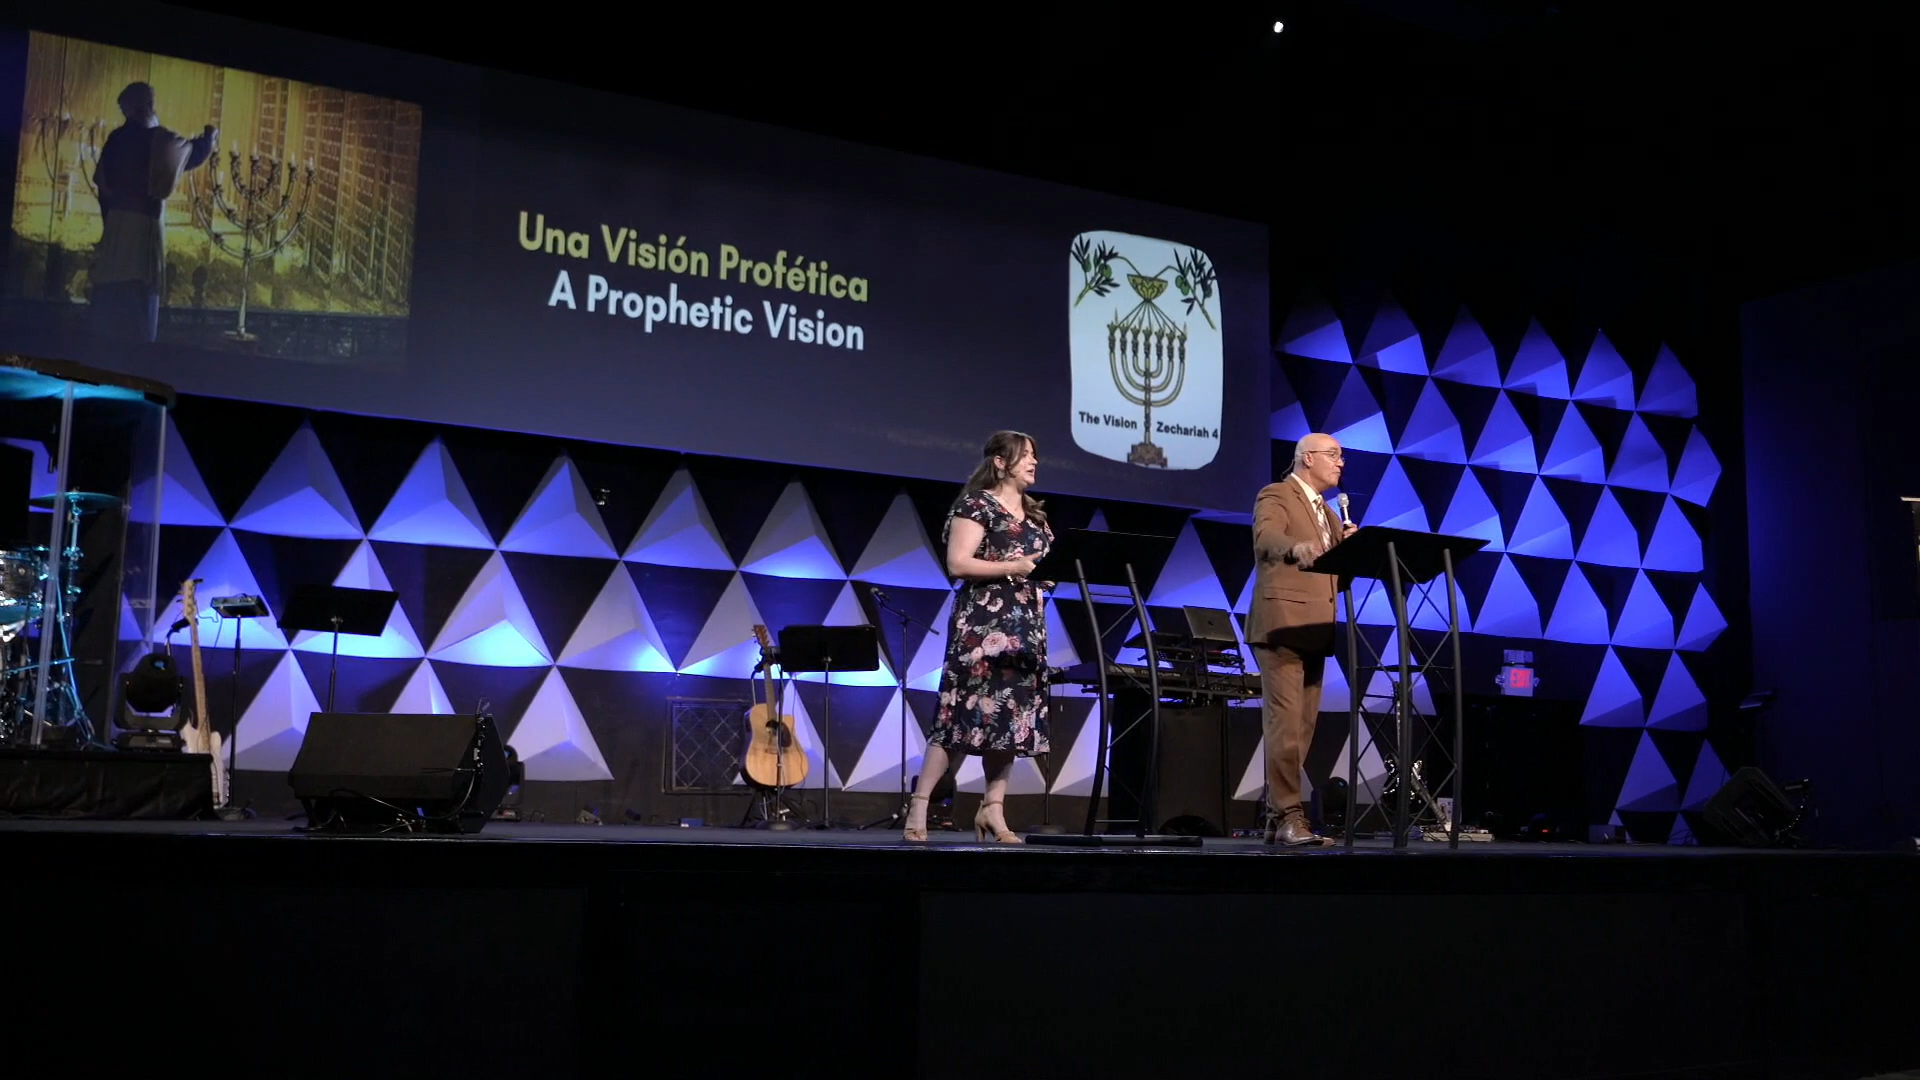 Una Visión Profética
A Prophetic Vision
The Vision Zechariah 4
EXIT